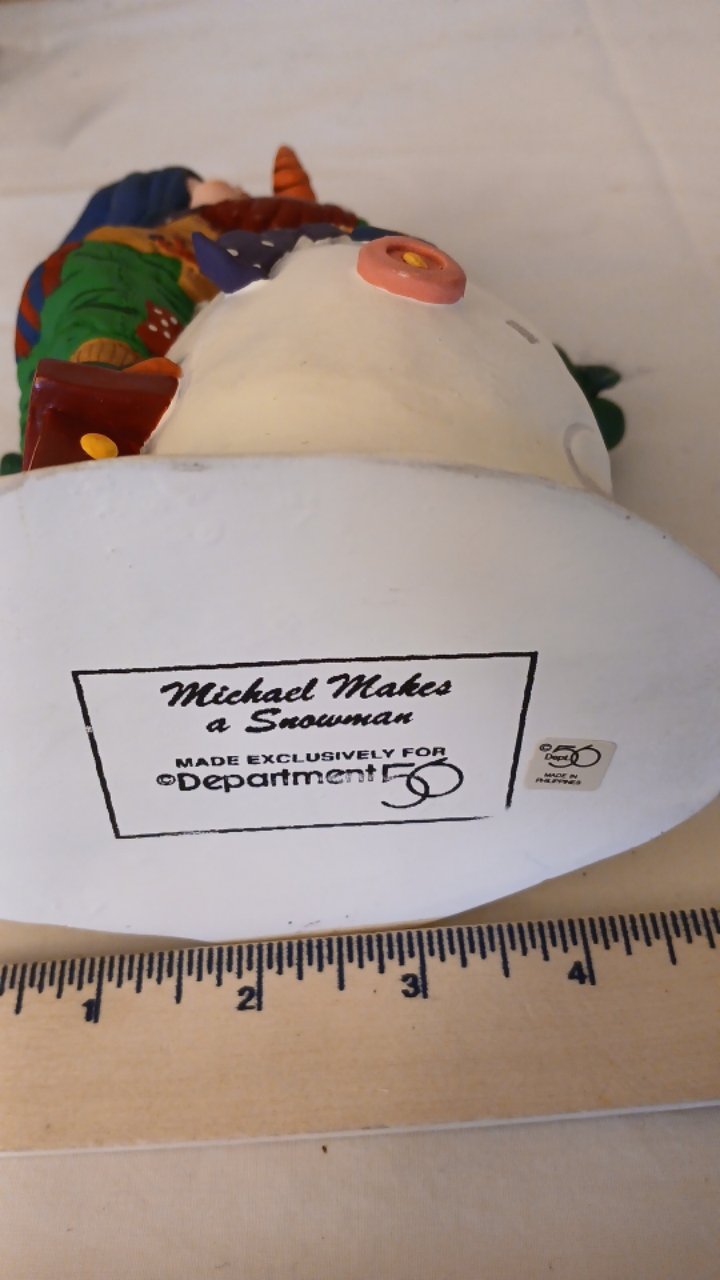 Michael Makes
a Snowman
MADE EXCLUSIVELY FOR
©Department 56
©56
Dept.
MADE IN
PHILIPPINES
1 2 3 4